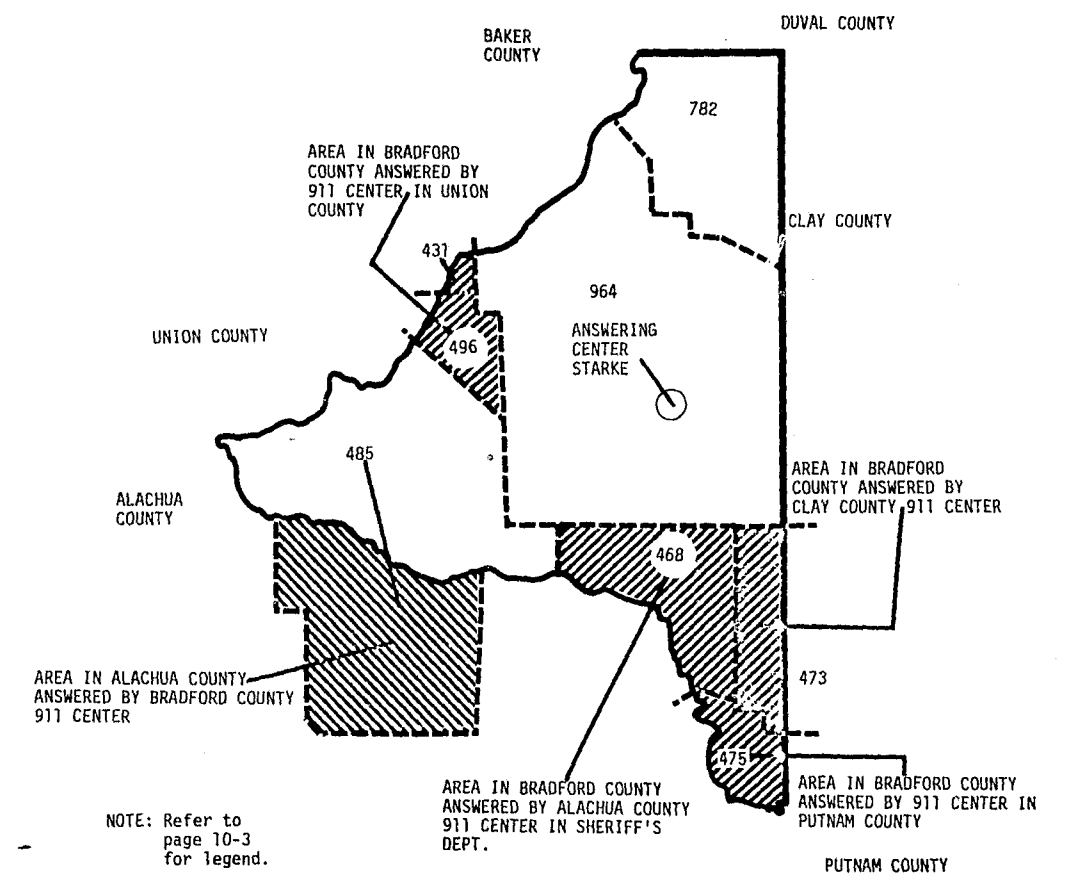 DUVAL COUNTY
BAKER
COUNTY
782
AREA IN BRADFORD
COUNTY ANSWERED BY
911 CENTER IN UNION
COUNTY
CLAY COUNTY
431
964
UNION COUNTY
ANSWERING
CENTER
STARKE
496
485
ALACHUA
COUNTY
AREA IN BRADFORD
COUNTY ANSWERED BY
CLAY COUNTY 911 CENTER
468
AREA IN ALACHUA COUNTY
ANSWERED BY BRADFORD COUNTY
911 CENTER
473
475
AREA IN BRADFORD COUNTY
ANSWERED BY ALACHUA COUNTY
911 CENTER IN SHERIFF'S
DEPT.
AREA IN BRADFORD COUNTY
ANSWERED BY 911 CENTER IN
PUTNAM COUNTY
NOTE: Refer to
page 10-3
for legend.
PUTNAM COUNTY